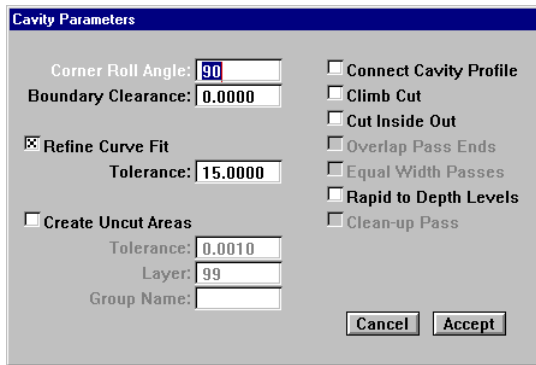 Cavity Parameters
Corner Roll Angle: 90
Boundary Clearance: 0.0000
Refine Curve Fit
Tolerance: 15.0000
Create Uncut Areas
Tolerance: 0.0010
Layer: 99
Group Name:
Connect Cavity Profile
Climb Cut
Cut Inside Out
Overlap Pass Ends
Equal Width Passes
Rapid to Depth Levels
Clean-up Pass
Cancel Accept